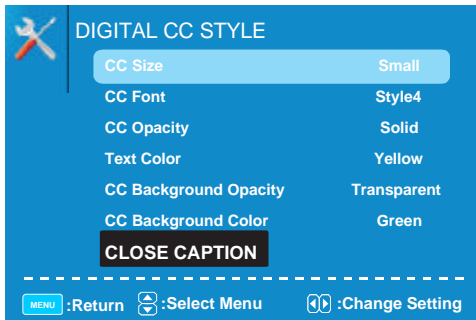 DIGITAL CC STYLE
CC Size Small
CC Font Style4
CC Opacity Solid
Text Color Yellow
CC Background Opacity Transparent
CC Background Color Green
CLOSE CAPTION
MENU :Return :Select Menu :Change Setting